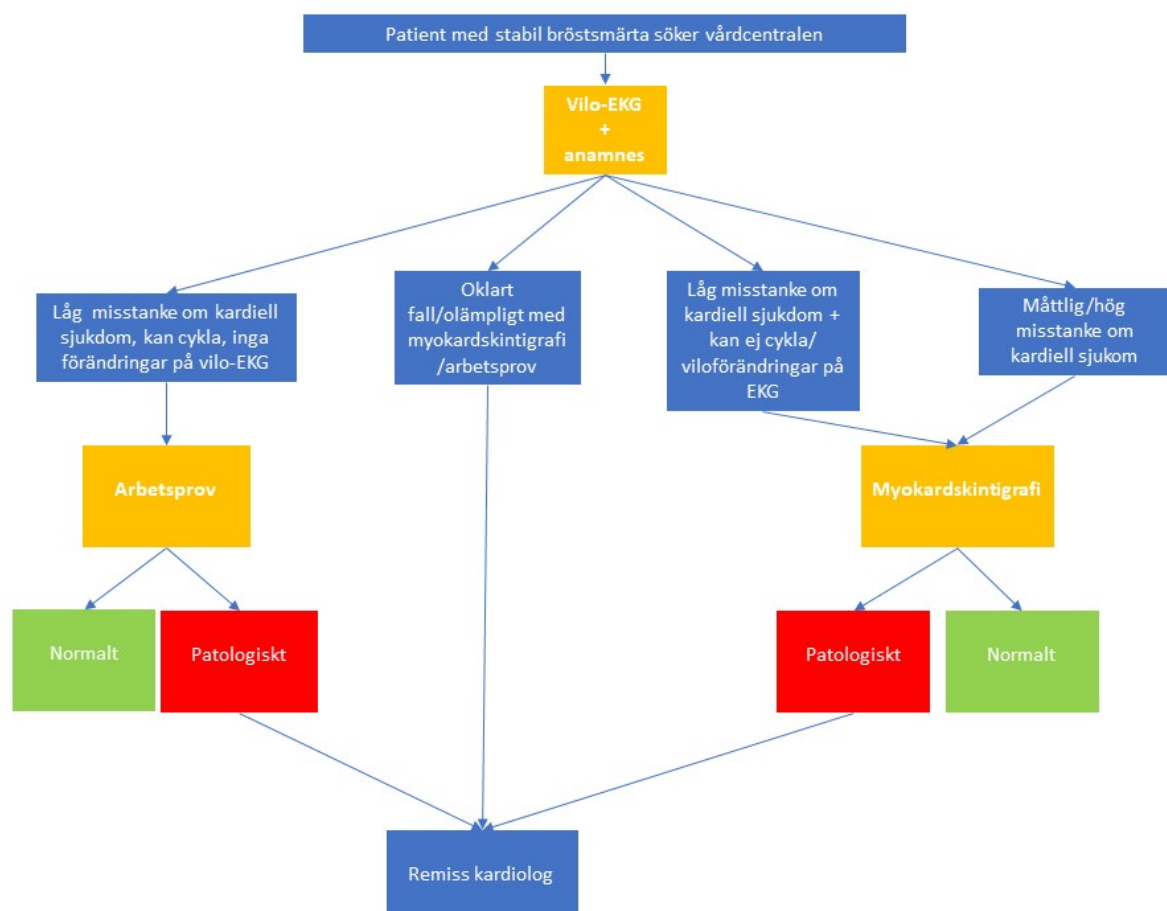 Patient med stabil bröstsmärta söker vårdcentralen
Vilo-EKG
+
anamnes
Låg misstanke om kardiell
sjukdom, kan cykla, inga
förändringar på vilo-EKG
Oklart
fall/olämpligt med
myokardskintigrafi
/arbetsprov
Låg misstanke om
kardiell sjukdom +
kan ej cykla/
viloförändringar på
EKG
Måttlig/hög
misstanke om
kardiell sjukom
Arbetsprov
Myokardskintigrafi
Normalt
Patologiskt
Patologiskt
Normalt
Remiss kardiolog